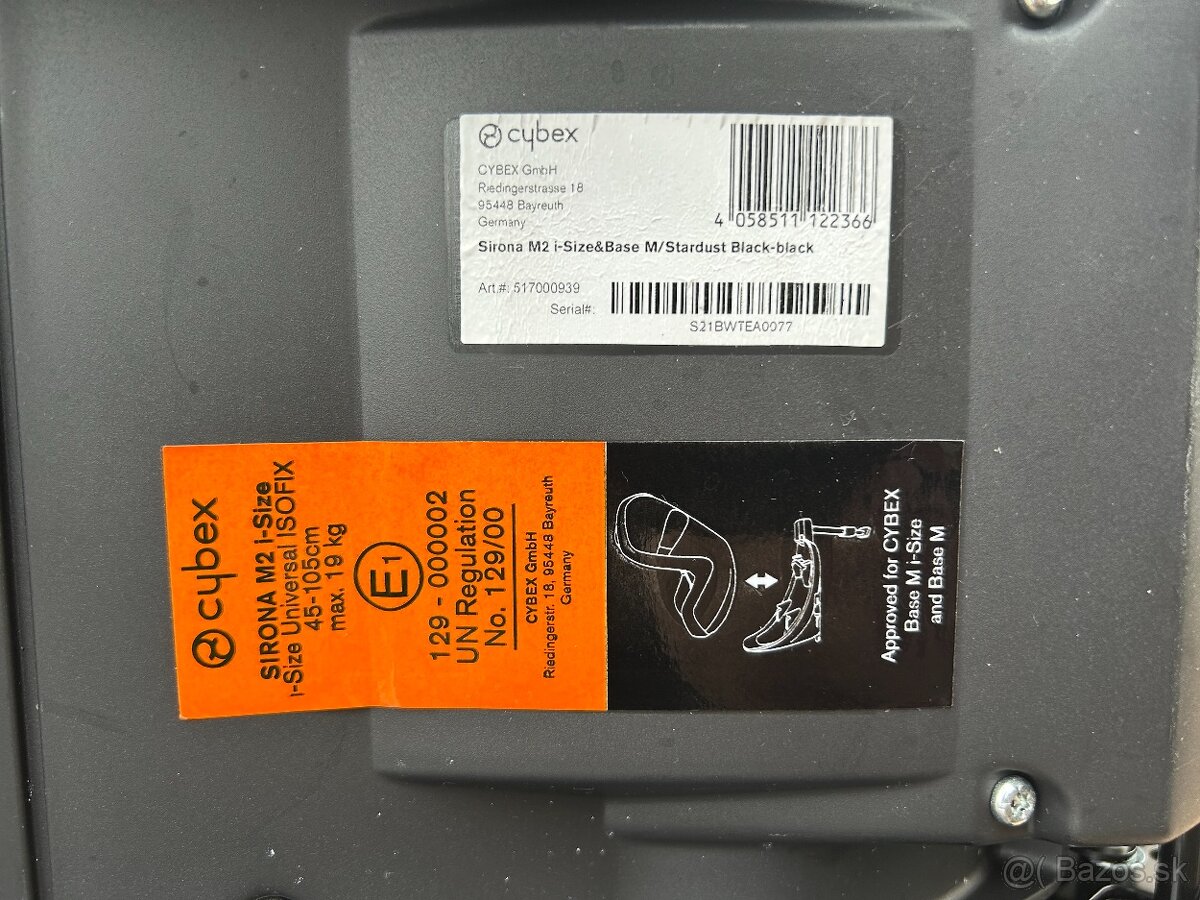 cybex
CYBEX GmbH
Riedingerstrasse 18
95448 Bayreuth
Germany
4 058511 122366
Sirona M2 i-Size&Base M/Stardust Black-black
Art.#: 517000939
Serial#:
S21BWTEA0077
cybex
SIRONA M2 i-Size
i-Size Universal ISOFIX
45-105cm
max. 19 kg
E1
129 - 000002
UN Regulation
No. 129/00
CYBEX GmbH
Riedingerstr. 18, 95448 Bayreuth
Germany
Approved for CYBEX
Base M i-Size
and Base M
@( Bazos.sk